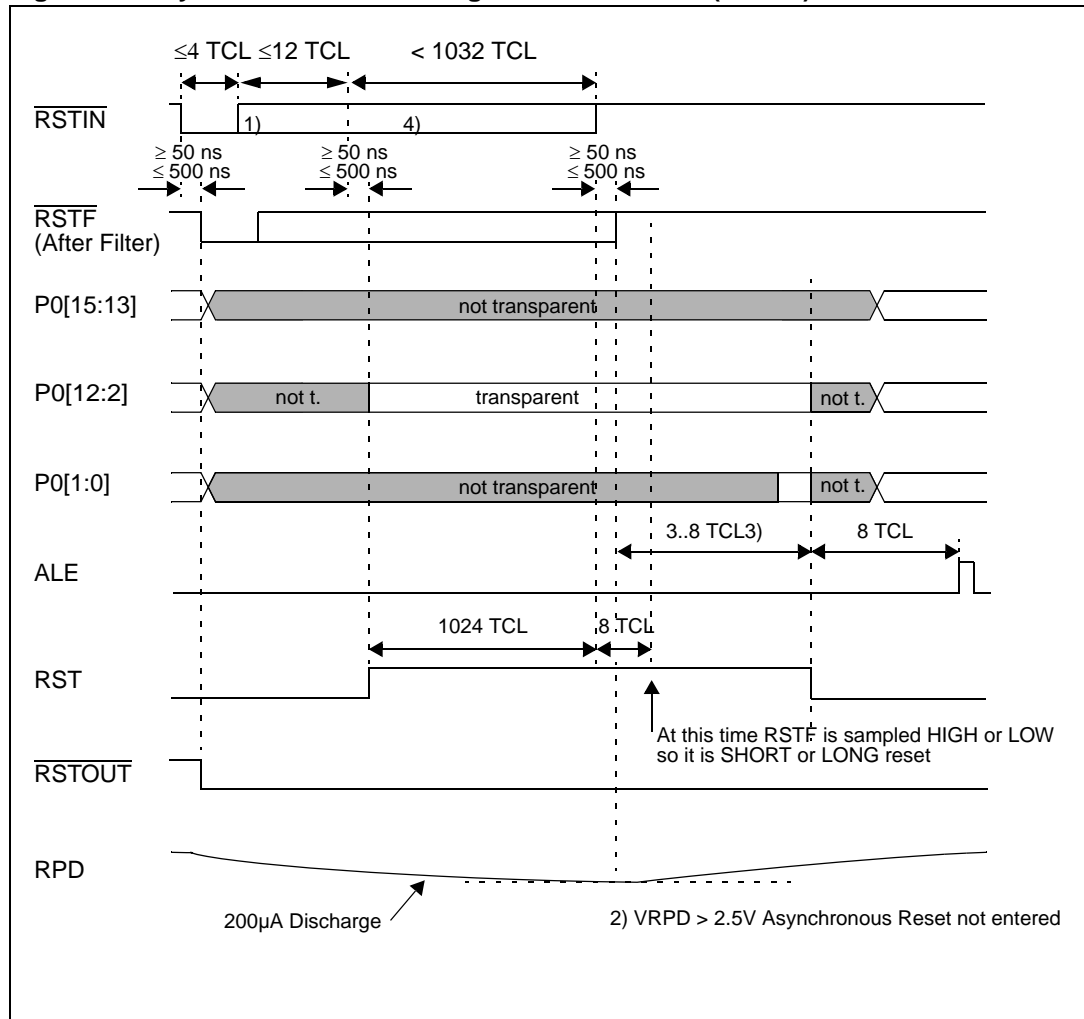 ≤4 TCL ≤12 TCL < 1032 TCL
RSTIN
1) 4)
≥ 50 ns ≥ 50 ns ≥ 50 ns
≤ 500 ns ≤ 500 ns ≤ 500 ns
RSTF
(After Filter)
P0[15:13] not transparent
P0[12:2] not t. transparent not t.
P0[1:0] not transparent not t.
3..8 TCL3) 8 TCL
ALE
1024 TCL 8 TCL
RST
At this time RSTF is sampled HIGH or LOW
so it is SHORT or LONG reset
RSTOUT
RPD
200µA Discharge 2) VRPD > 2.5V Asynchronous Reset not entered